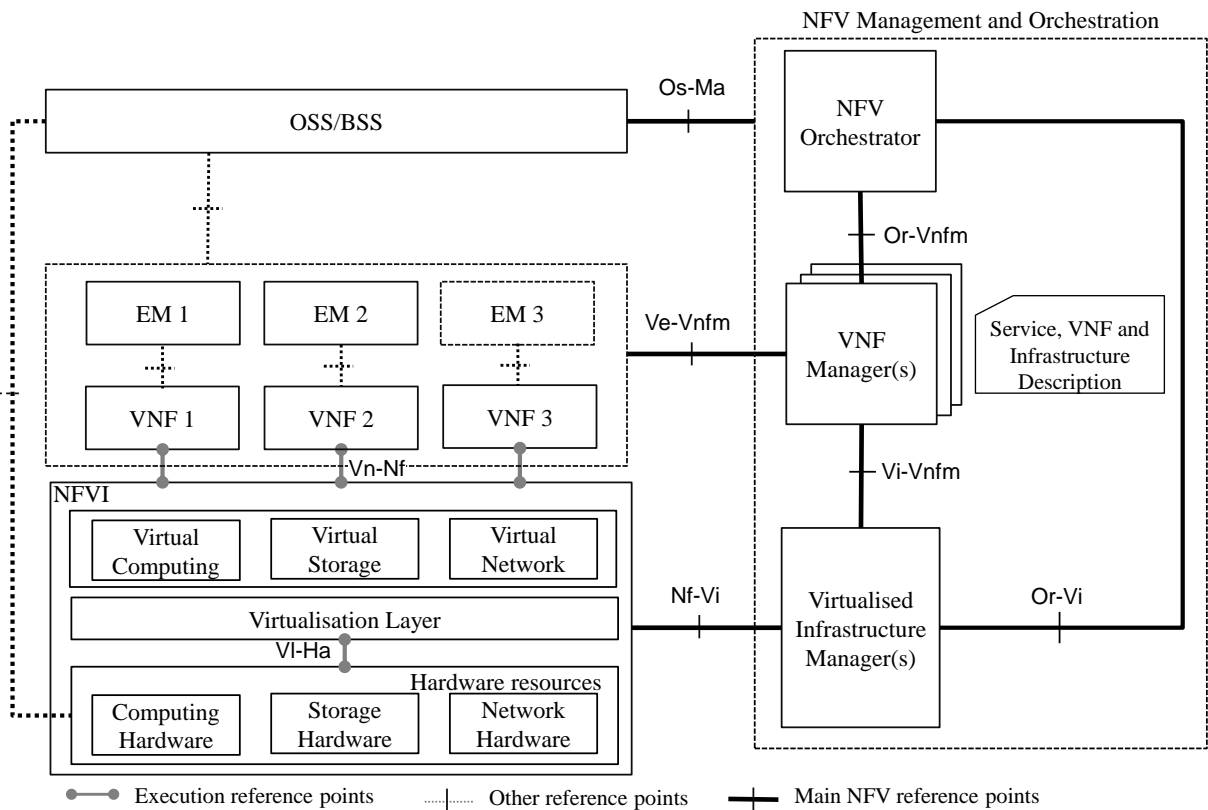 NFV Management and Orchestration
Os-Ma
OSS/BSS
NFV
Orchestrator
Or-Vnfm
EM 1
EM 2
EM 3
Ve-Vnfm
VNF
Manager(s)
Service, VNF and
Infrastructure
Description
VNF 1
VNF 2
VNF 3
Vn-Nf
Vi-Vnfm
NFVI
Virtual
Computing
Virtual
Storage
Virtual
Network
Nf-Vi
Virtualised
Infrastructure
Manager(s)
Or-Vi
Virtualisation Layer
Vl-Ha
Hardware resources
Computing
Hardware
Storage
Hardware
Network
Hardware
Execution reference points
Other reference points
Main NFV reference points